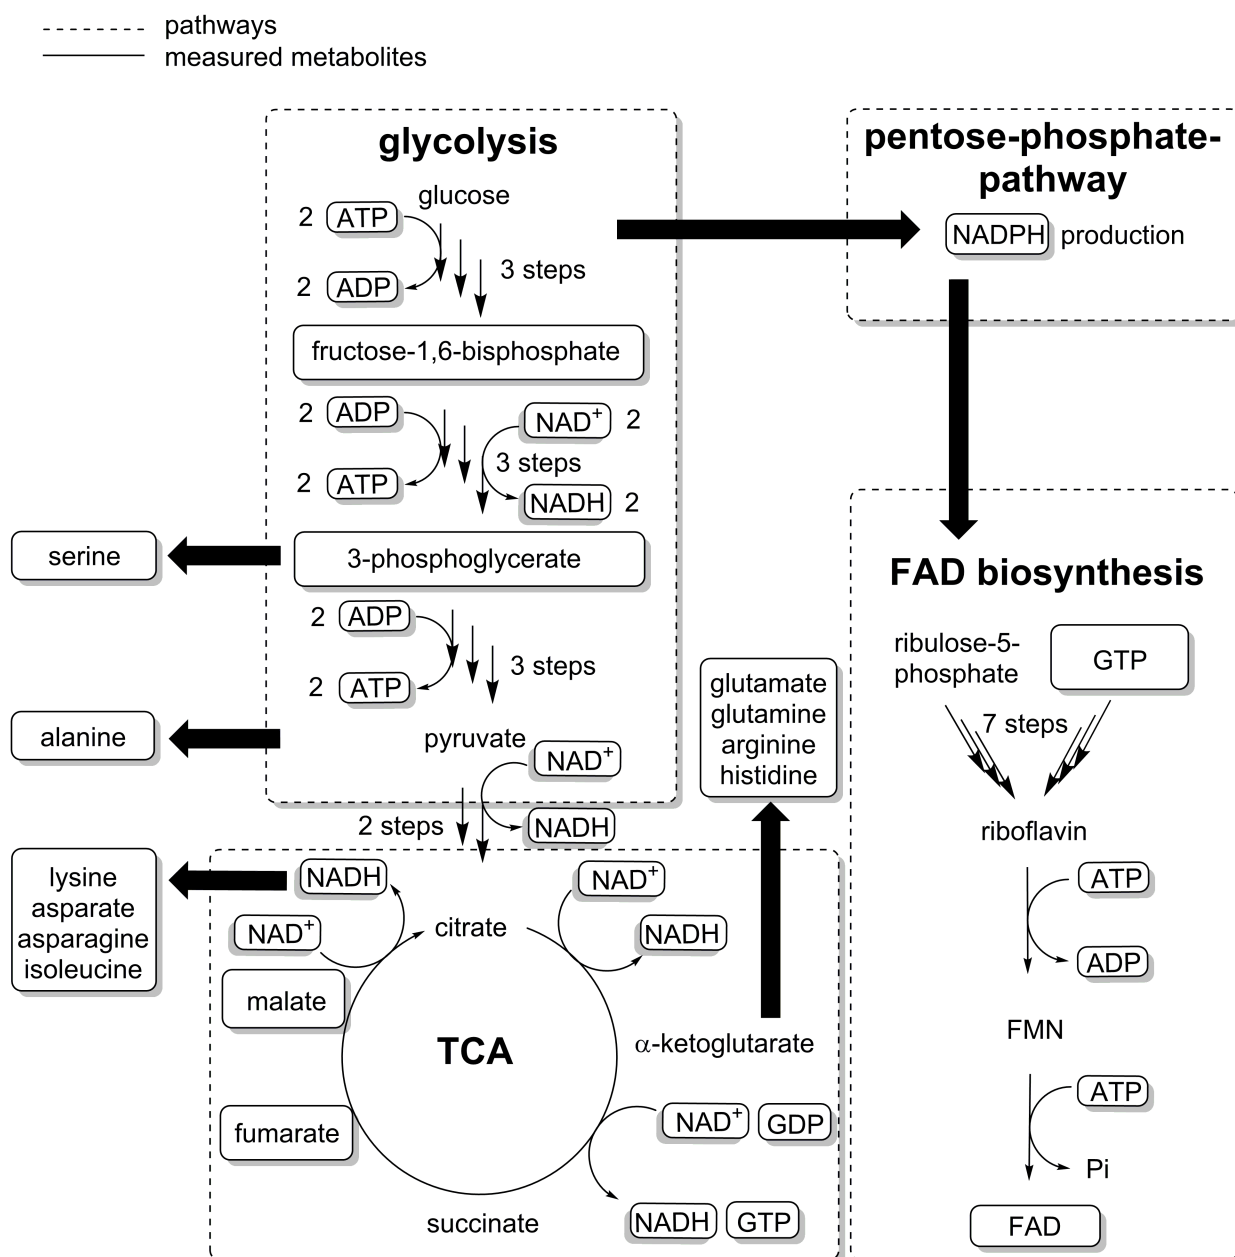 pathways
measured metabolites
glycolysis
glucose
2 ATP
2 ADP
3 steps
fructose-1,6-bisphosphate
2 ADP
NAD+ 2
3 steps
2 ATP
NADH 2
serine
3-phosphoglycerate
2 ADP
3 steps
2 ATP
alanine
pyruvate
NAD+
2 steps
NADH
pentose-phosphate-
pathway
NADPH production
FAD biosynthesis
ribulose-5-
phosphate
GTP
7 steps
riboflavin
ATP
ADP
FMN
ATP
Pi
FAD
glutamate
glutamine
arginine
histidine
lysine
asparate
asparagine
isoleucine
NADH
NAD+
NAD+
citrate
NADH
malate
TCA
α-ketoglutarate
fumarate
NAD+ GDP
succinate
NADH GTP